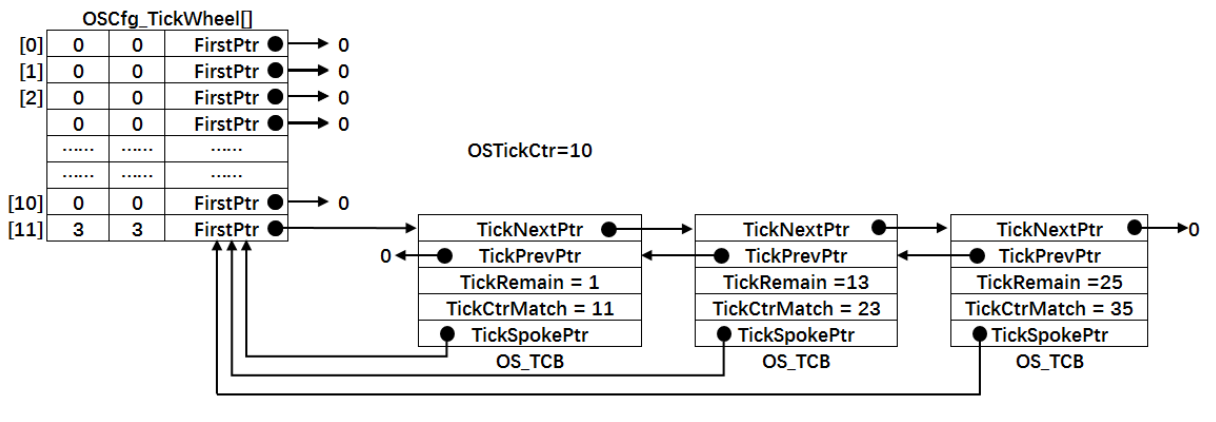 OSCfg_TickWheel[]
[0] 0 0 FirstPtr 0
[1] 0 0 FirstPtr 0
[2] 0 0 FirstPtr 0
0 0 FirstPtr 0
...... ...... ......
OSTickCtr=10
...... ...... ......
[10] 0 0 FirstPtr 0
[11] 3 3 FirstPtr TickNextPtr TickNextPtr TickNextPtr 0
0 TickPrevPtr TickPrevPtr TickPrevPtr
TickRemain = 1 TickRemain =13 TickRemain =25
TickCtrMatch = 11 TickCtrMatch = 23 TickCtrMatch = 35
TickSpokePtr TickSpokePtr TickSpokePtr
OS_TCB OS_TCB OS_TCB